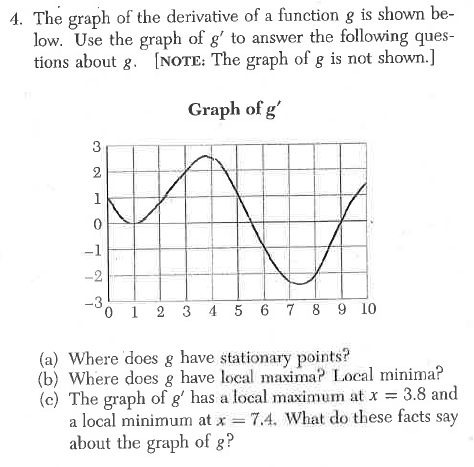 4. The graph of the derivative of a function g is shown be-
low. Use the graph of g′ to answer the following ques-
tions about g. [NOTE: The graph of g is not shown.]
Graph of g′
3
2
1
0
−1
−2
−3
0 1 2 3 4 5 6 7 8 9 10
(a) Where does g have stationary points?
(b) Where does g have local maxima? Local minima?
(c) The graph of g′ has a local maximum at x = 3.8 and
a local minimum at x = 7.4. What do these facts say
about the graph of g?